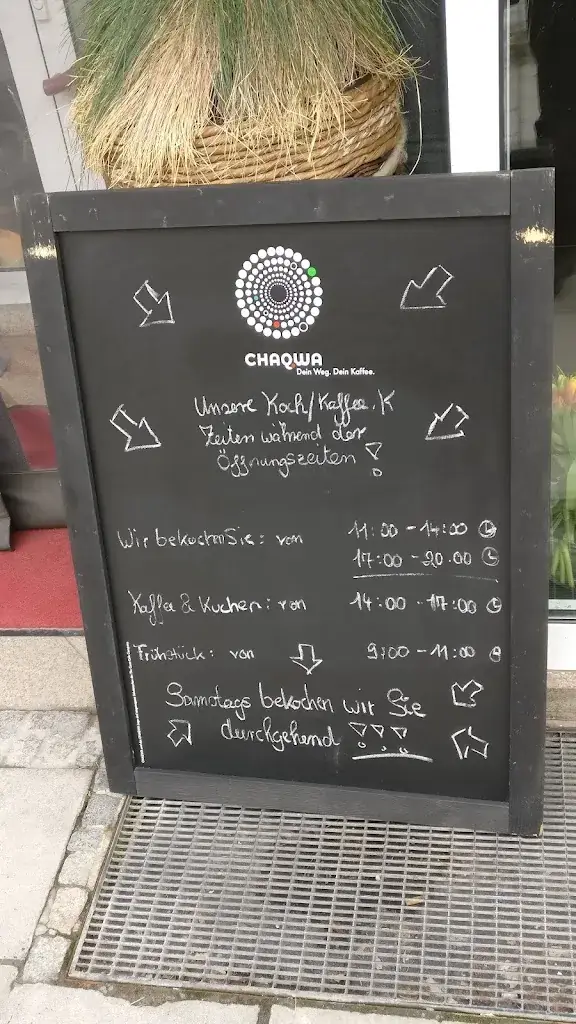 CHAQWA
Dein Weg. Dein Kaffee.
Unsere Koch/Kaffee.K
Zeiten während der
Öffnungszeiten !
Wir bekochen Sie: von 11:00 - 14:00
17:00 - 20.00
Kaffee & Kuchen: von 14:00 - 17:00
Frühstück: von 9:00 - 11:00
Samstags bekochen wir Sie
durchgehend !!!